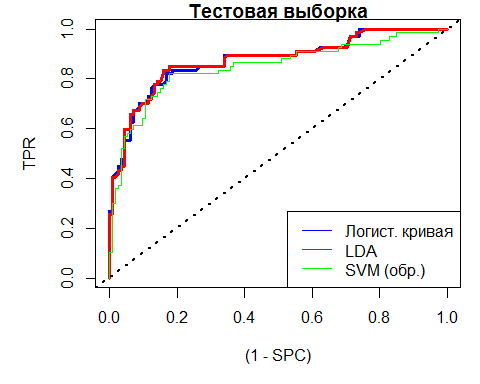 Тестовая выборка
TPR
1.0
0.8
0.6
0.4
0.2
0.0
Логист. кривая
LDA
SVM (обр.)
0.0 0.2 0.4 0.6 0.8 1.0
(1 - SPC)